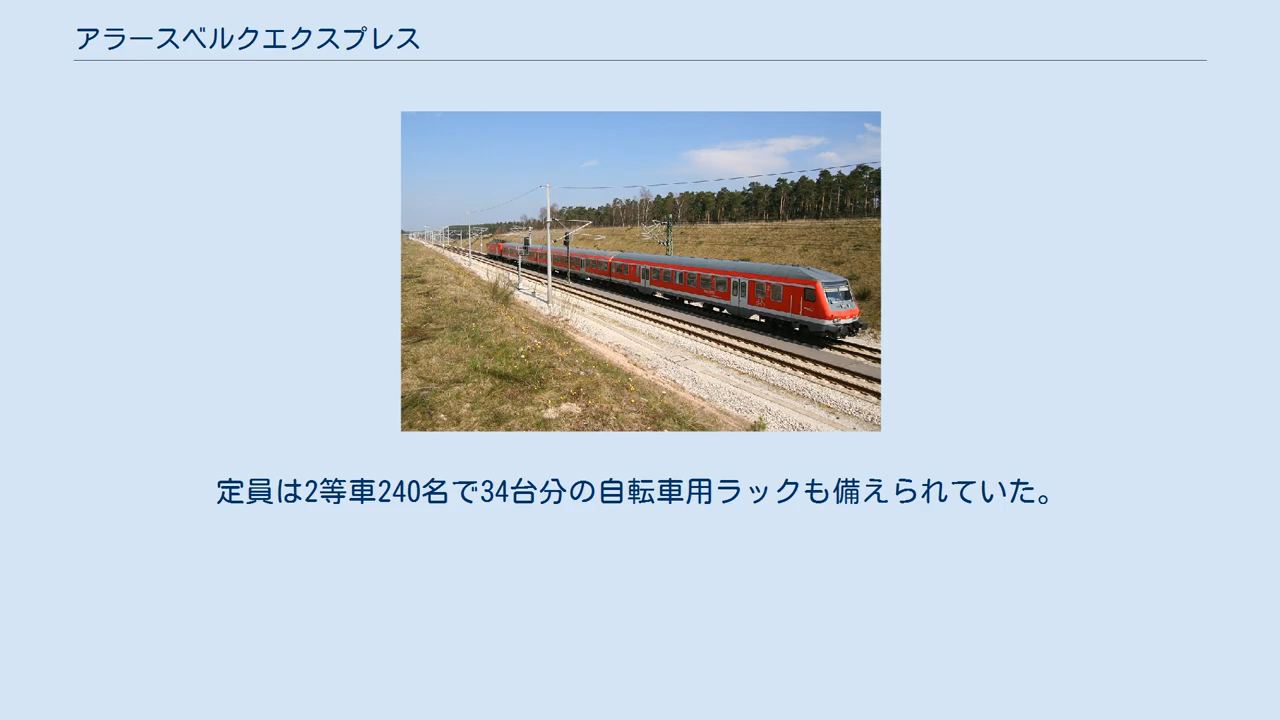 アラースベルクエクスプレス
定員は2等車240名で34台分の自転車用ラックも備えられていた。